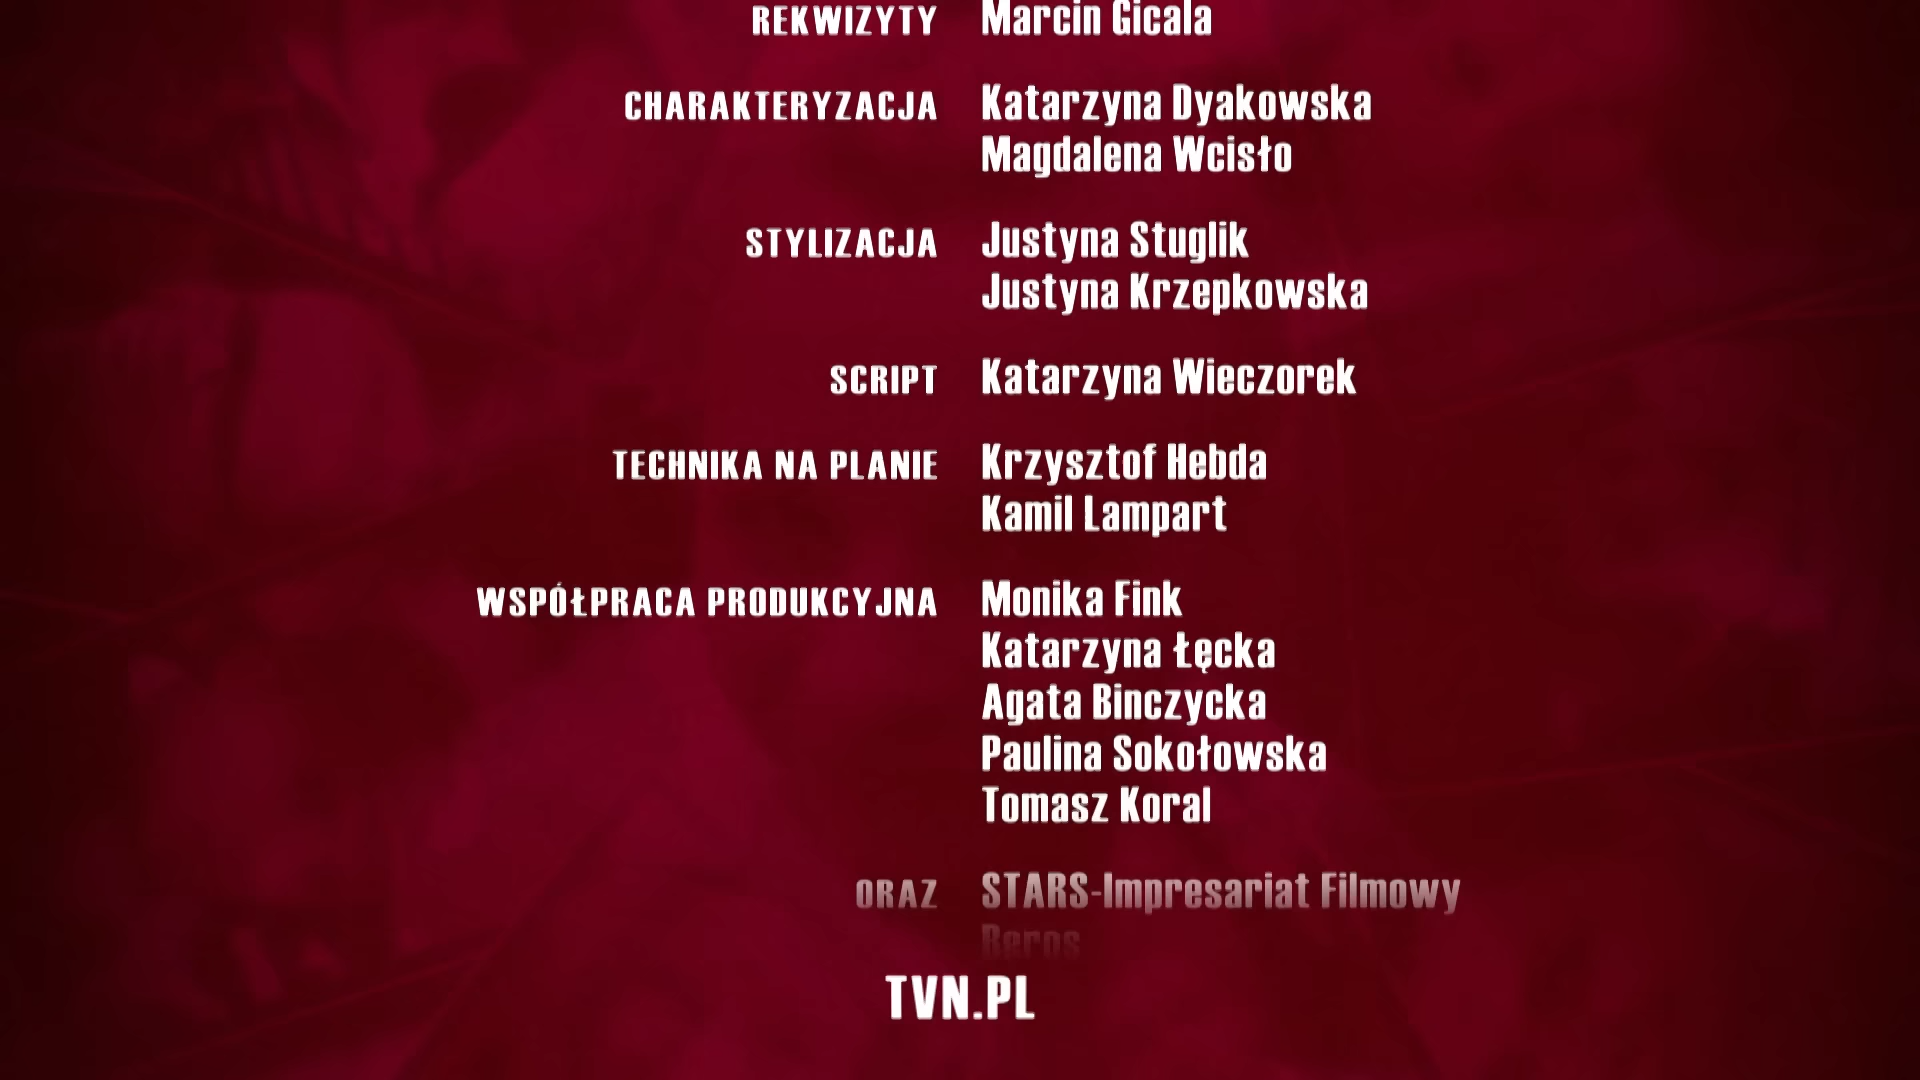 REKWIZYTY Marcin Gicala
CHARAKTERYZACJA Katarzyna Dyakowska
Magdalena Wcisło
STYLIZACJA Justyna Stuglik
Justyna Krzepkowska
SCRIPT Katarzyna Wieczorek
TECHNIKA NA PLANIE Krzysztof Hebda
Kamil Lampart
WSPÓŁPRACA PRODUKCYJNA Monika Fink
Katarzyna Łęcka
Agata Binczycka
Paulina Sokołowska
Tomasz Koral
ORAZ STARS-Impresariat Filmowy
Beros
TVN.PL